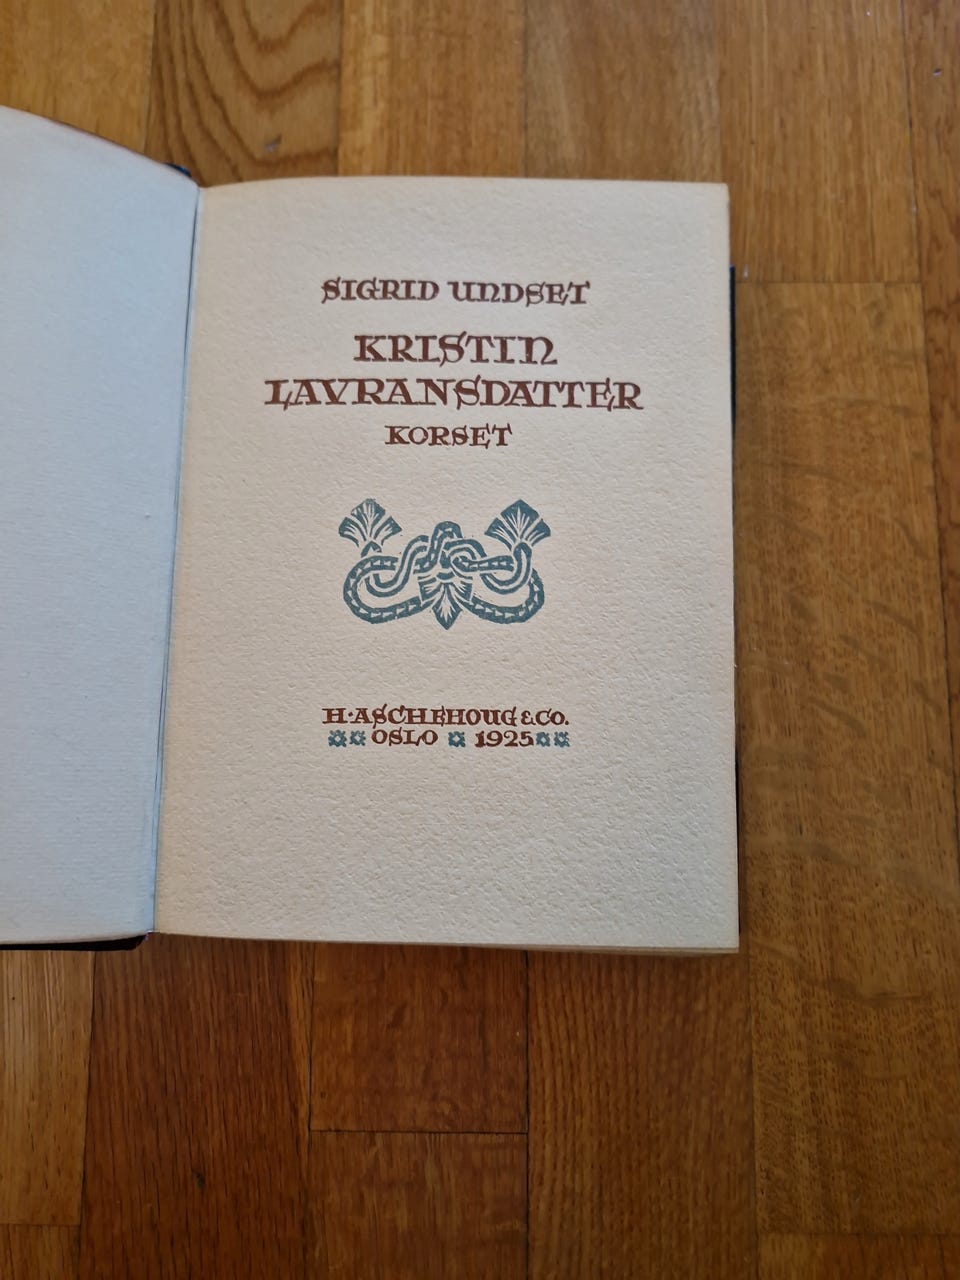 SIGRID UNDSET
KRISTIN
LAVRANSDATTER
KORSET
H·ASCHEHOUG & CO.
OSLO 1925